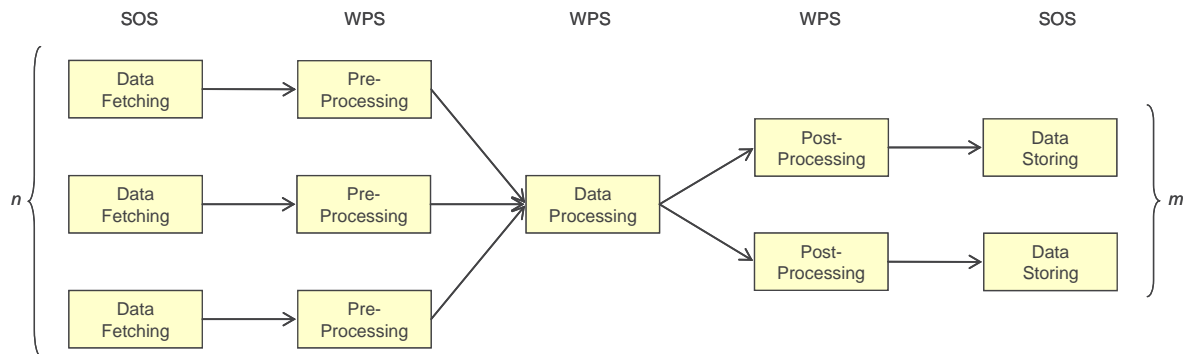 SOS
WPS
WPS
WPS
SOS
Data
Fetching
Pre-
Processing
Data
Fetching
Pre-
Processing
Data
Fetching
Pre-
Processing
Data
Processing
Post-
Processing
Data
Storing
Post-
Processing
Data
Storing
n
m